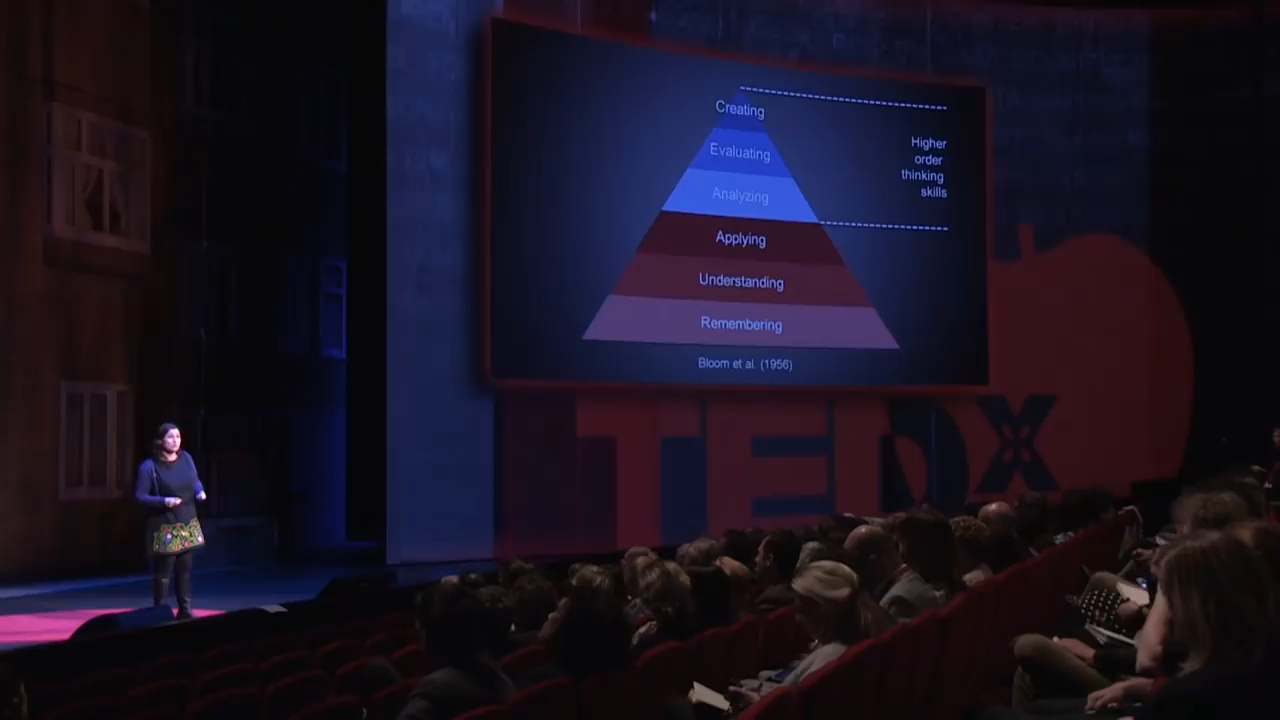 Creating
Evaluating
Analyzing
Applying
Understanding
Remembering
Bloom et al. (1956)
Higher
order
thinking
skills
TEDx